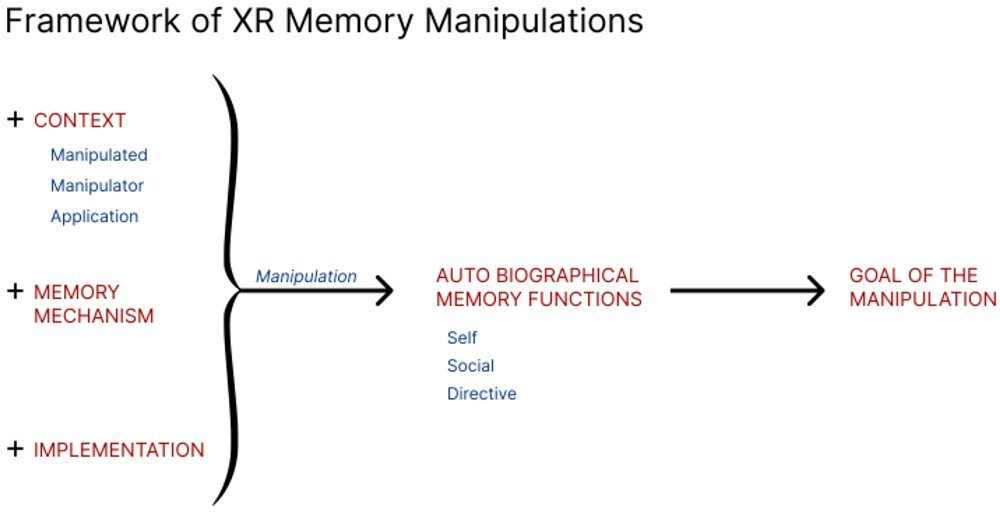 Framework of XR Memory Manipulations
+ CONTEXT
Manipulated
Manipulator
Application
+ MEMORY
MECHANISM
+ IMPLEMENTATION
Manipulation
AUTO BIOGRAPHICAL
MEMORY FUNCTIONS
Self
Social
Directive
GOAL OF THE
MANIPULATION